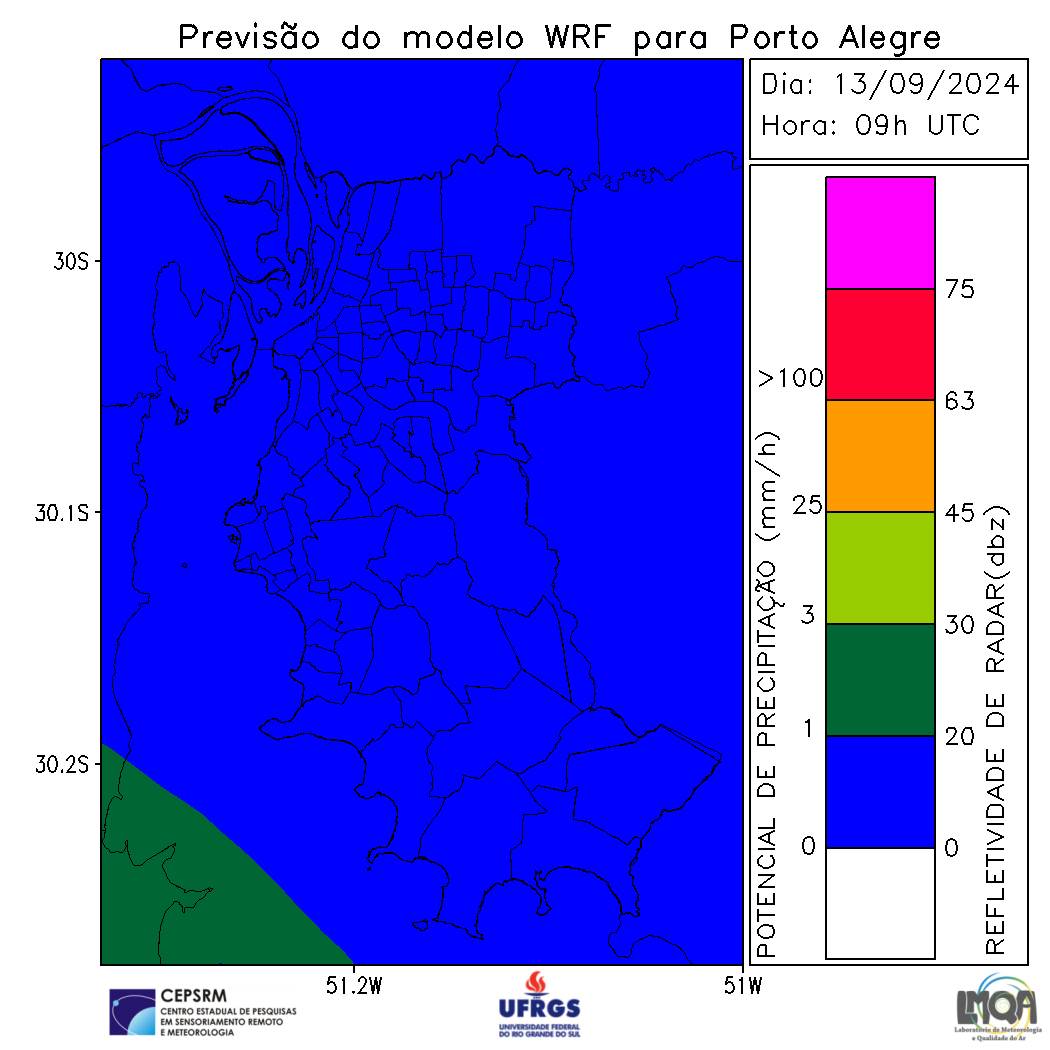 Previsão do modelo WRF para Porto Alegre
Dia: 13/09/2024
Hora: 09h UTC
30S
30.1S
30.2S
51.2W
51W
POTENCIAL DE PRECIPITAÇÃO (mm/h)
>100
25
3
1
0
75
63
45
30
20
0
REFLETIVIDADE DE RADAR(dbz)
CEPSRM
CENTRO ESTADUAL DE PESQUISAS
EM SENSORIAMENTO REMOTO
E METEOROLOGIA
UFRGS
UNIVERSIDADE FEDERAL
DO RIO GRANDE DO SUL
LMQA
Laboratório de Meteorologia
e Qualidade do Ar